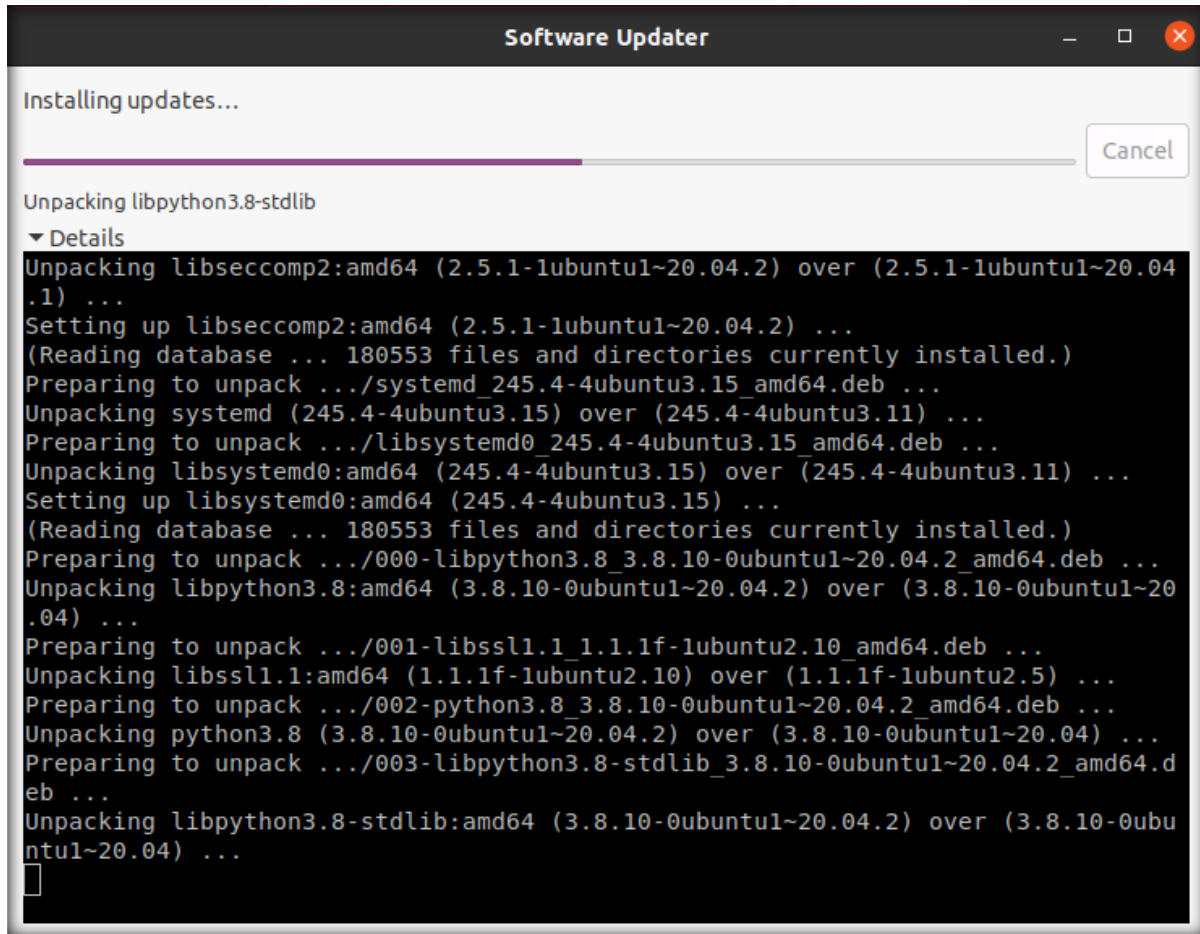 Software Updater
Installing updates...
Cancel
Unpacking libpython3.8-stdlib
Details
Unpacking libseccomp2:amd64 (2.5.1-1ubuntu1~20.04.2) over (2.5.1-1ubuntu1~20.04
.1) ...
Setting up libseccomp2:amd64 (2.5.1-1ubuntu1~20.04.2) ...
(Reading database ... 180553 files and directories currently installed.)
Preparing to unpack .../systemd_245.4-4ubuntu3.15_amd64.deb ...
Unpacking systemd (245.4-4ubuntu3.15) over (245.4-4ubuntu3.11) ...
Preparing to unpack .../libsystemd0_245.4-4ubuntu3.15_amd64.deb ...
Unpacking libsystemd0:amd64 (245.4-4ubuntu3.15) over (245.4-4ubuntu3.11) ...
Setting up libsystemd0:amd64 (245.4-4ubuntu3.15) ...
(Reading database ... 180553 files and directories currently installed.)
Preparing to unpack .../000-libpython3.8_3.8.10-0ubuntu1~20.04.2_amd64.deb ...
Unpacking libpython3.8:amd64 (3.8.10-0ubuntu1~20.04.2) over (3.8.10-0ubuntu1~20
.04) ...
Preparing to unpack .../001-libssl1.1_1.1.1f-1ubuntu2.10_amd64.deb ...
Unpacking libssl1.1:amd64 (1.1.1f-1ubuntu2.10) over (1.1.1f-1ubuntu2.5) ...
Preparing to unpack .../002-python3.8_3.8.10-0ubuntu1~20.04.2_amd64.deb ...
Unpacking python3.8 (3.8.10-0ubuntu1~20.04.2) over (3.8.10-0ubuntu1~20.04) ...
Preparing to unpack .../003-libpython3.8-stdlib_3.8.10-0ubuntu1~20.04.2_amd64.d
eb ...
Unpacking libpython3.8-stdlib:amd64 (3.8.10-0ubuntu1~20.04.2) over (3.8.10-0ubu
ntu1~20.04) ...